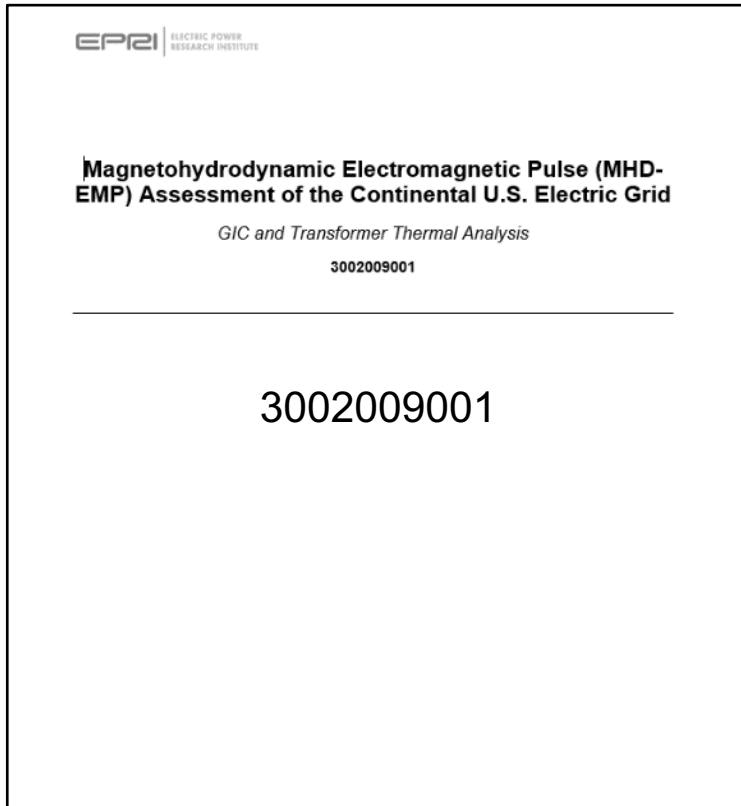 EPRI ELECTRIC POWER
RESEARCH INSTITUTE
Magnetohydrodynamic Electromagnetic Pulse (MHD-
EMP) Assessment of the Continental U.S. Electric Grid
GIC and Transformer Thermal Analysis
3002009001
3002009001